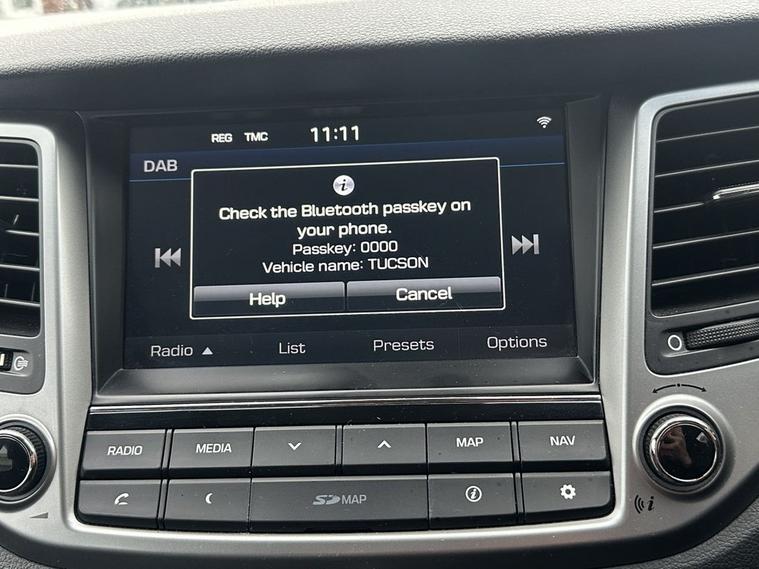 REG TMC 11:11
DAB
Check the Bluetooth passkey on
your phone.
Passkey: 0000
Vehicle name: TUCSON
Help Cancel
Radio List Presets Options
RADIO MEDIA MAP NAV
SD MAP